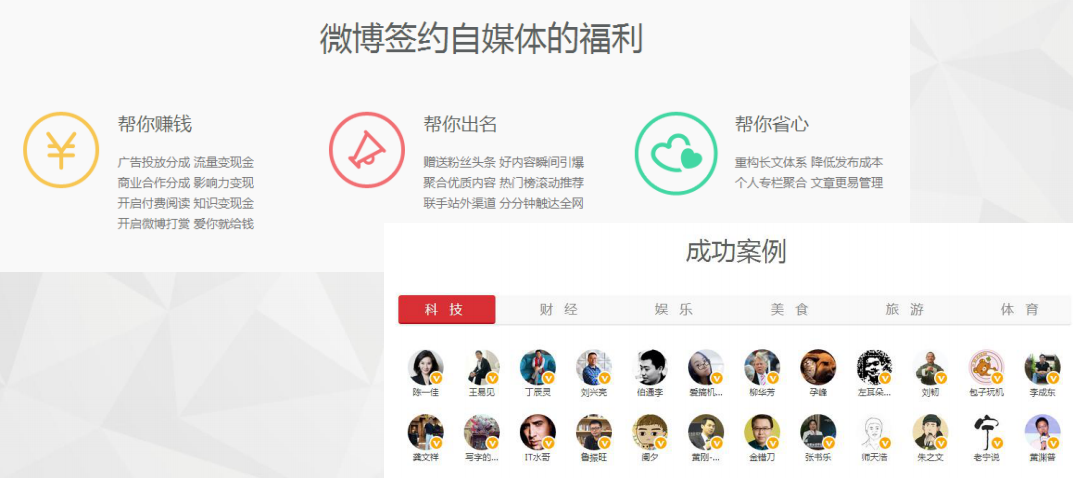 微博签约自媒体的福利
帮你赚钱
广告投放分成 流量变现金
商业合作分成 影响力变现
开启付费阅读 知识变现金
开启微博打赏 爱你就给钱
帮你出名
赠送粉丝头条 好内容瞬间引爆
聚合优质内容 热门榜滚动推荐
联手站外渠道 分分钟触达全网
帮你省心
重构长文体系 降低发布成本
个人专栏聚合 文章更易管理
成功案例
科技 财经 娱乐 美食 旅游 体育
陈一佳 王易见 丁辰灵 刘兴亮 伯通李 爱搞机... 柳华芳 孕峰 左耳朵... 刘韧 包子玩机 李成东
龚文祥 写字的... IT水哥 鲁振旺 阑夕 黄刚-... 金错刀 张书乐 师天浩 朱之文 老宁说 黄渊普